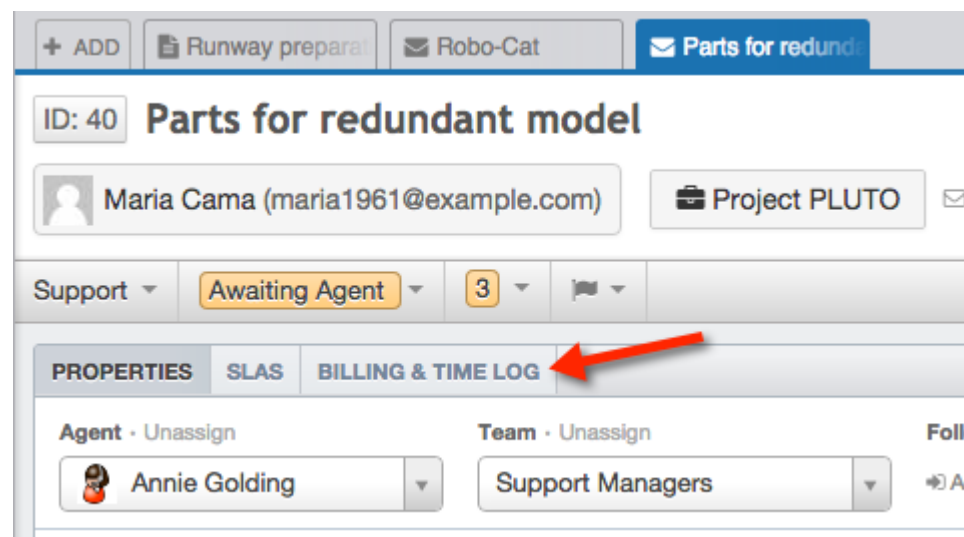 + ADD Runway preparat Robo-Cat Parts for redunda
ID: 40 Parts for redundant model
Maria Cama (maria1961@example.com) Project PLUTO
Support Awaiting Agent 3
PROPERTIES SLAS BILLING & TIME LOG
Agent · Unassign Team · Unassign Foll
Annie Golding Support Managers A